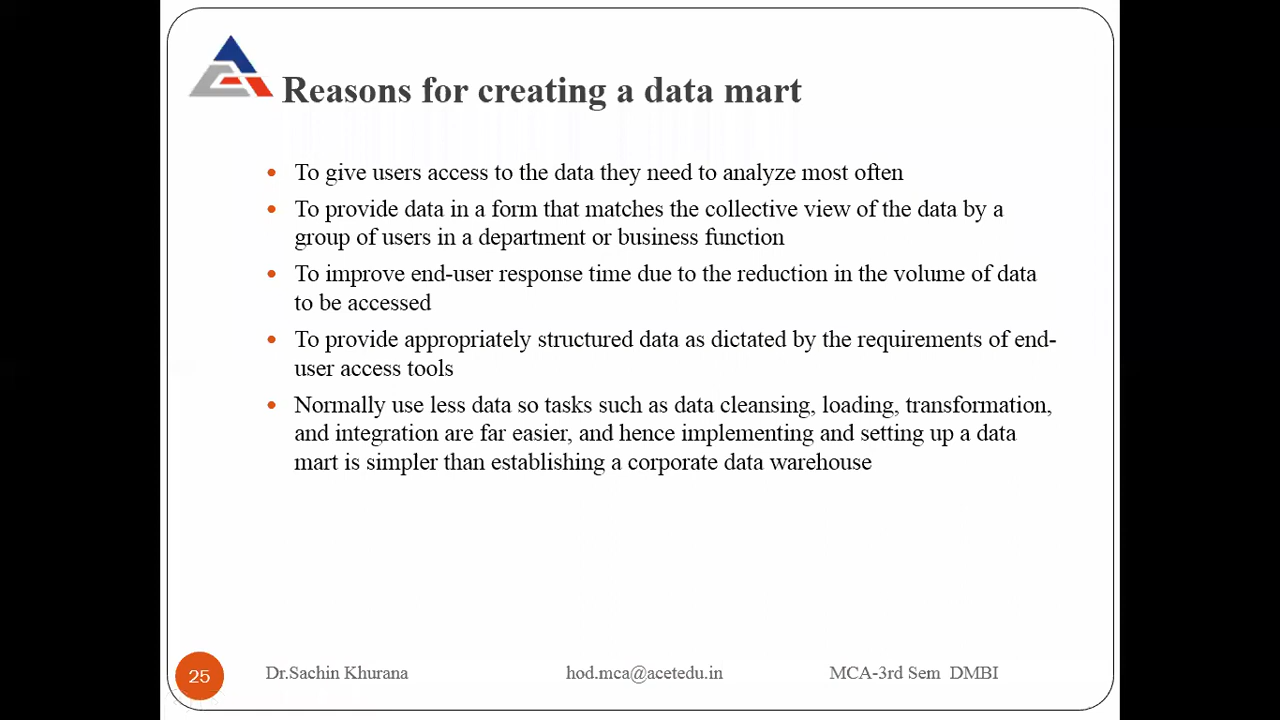 Reasons for creating a data mart
• To give users access to the data they need to analyze most often
• To provide data in a form that matches the collective view of the data by a
group of users in a department or business function
• To improve end-user response time due to the reduction in the volume of data
to be accessed
• To provide appropriately structured data as dictated by the requirements of end-
user access tools
• Normally use less data so tasks such as data cleansing, loading, transformation,
and integration are far easier, and hence implementing and setting up a data
mart is simpler than establishing a corporate data warehouse
25 Dr.Sachin Khurana hod.mca@acetedu.in MCA-3rd Sem DMBI